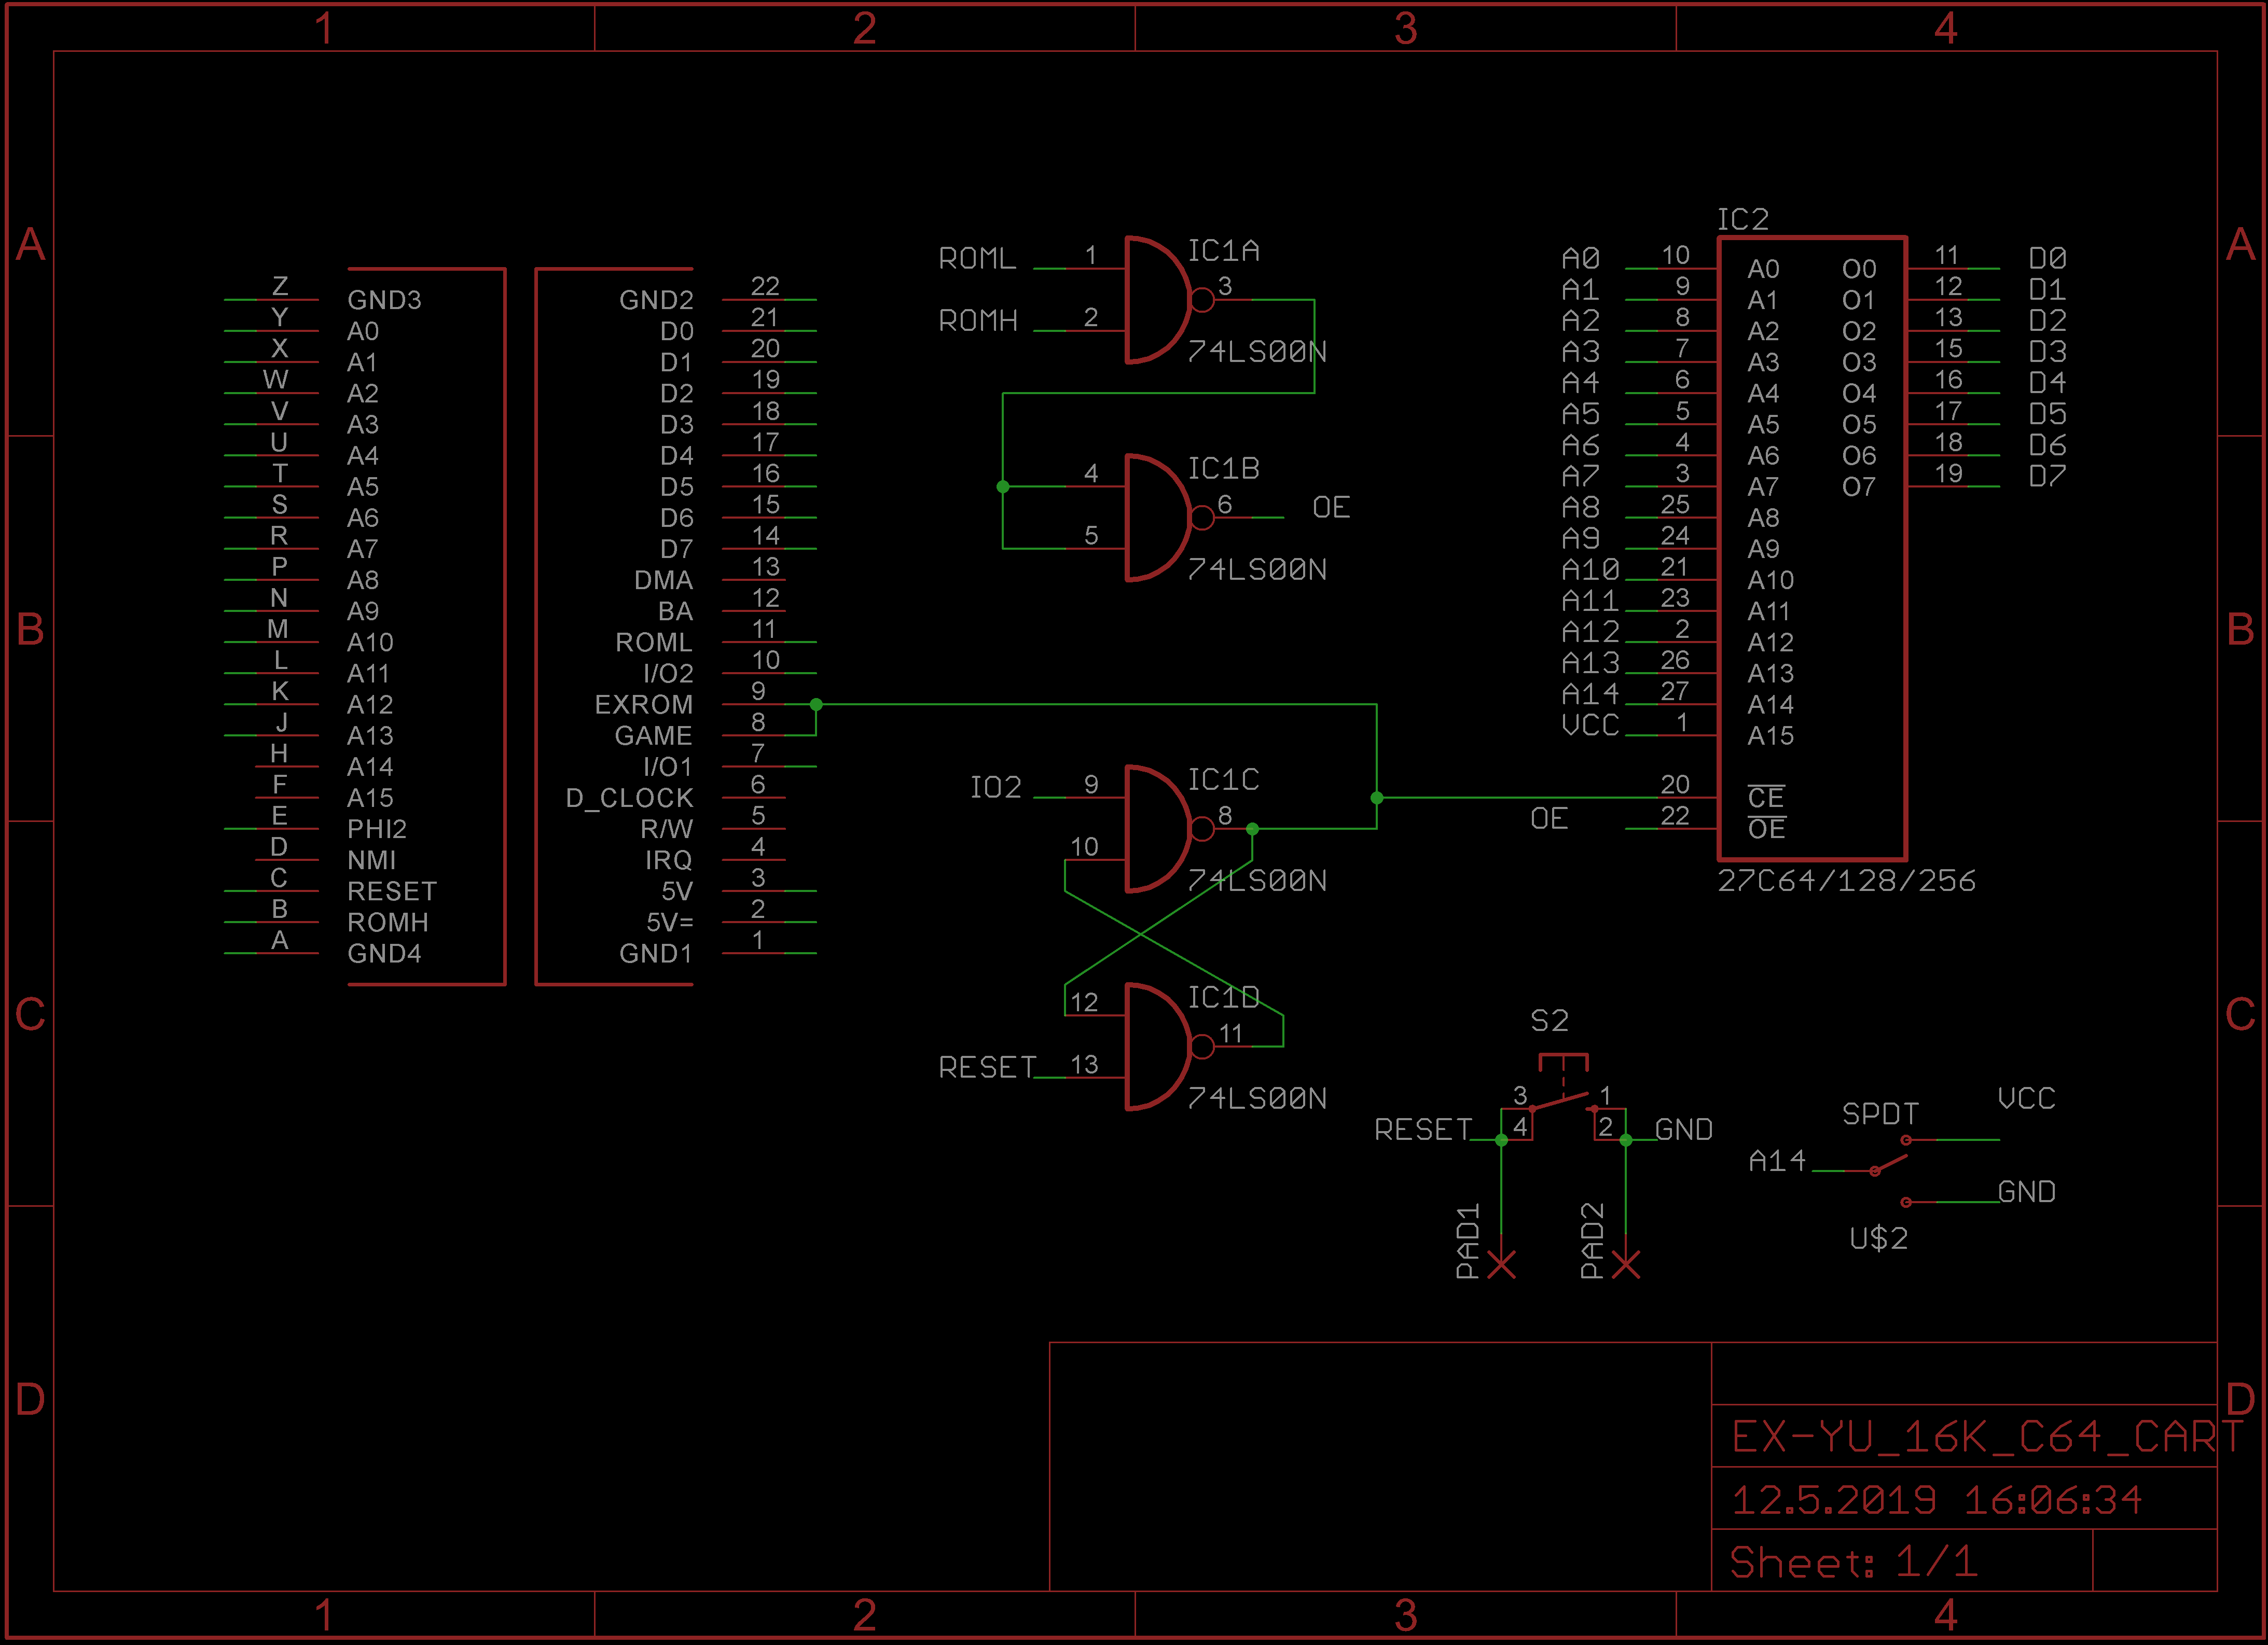 1 2 3 4
A A
B B
C C
D D
Z GND3
Y A0
X A1
W A2
V A3
U A4
T A5
S A6
R A7
P A8
N A9
M A10
L A11
K A12
J A13
H A14
F A15
E PHI2
D NMI
C RESET
B ROMH
A GND4
GND2 22
D0 21
D1 20
D2 19
D3 18
D4 17
D5 16
D6 15
D7 14
DMA 13
BA 12
ROML 11
I/O2 10
EXROM 9
GAME 8
I/O1 7
D_CLOCK 6
R/W 5
IRQ 4
5V 3
5V= 2
GND1 1
IC1A
ROML 1
3
ROMH 2
74LS00N
IC1B
4
6 OE
5
74LS00N
IC1C
IO2 9
8
10
74LS00N
IC1D
12
11
RESET 13
74LS00N
IC2
A0 10 A0 O0 11 D0
A1 9 A1 O1 12 D1
A2 8 A2 O2 13 D2
A3 7 A3 O3 15 D3
A4 6 A4 O4 16 D4
A5 5 A5 O5 17 D5
A6 4 A6 O6 18 D6
A7 3 A7 O7 19 D7
A8 25 A8
A9 24 A9
A10 21 A10
A11 23 A11
A12 2 A12
A13 26 A13
A14 27 A14
VCC 1 A15
20 CE
OE 22 OE
27C64/128/256
S2
3 1
RESET 4 2 GND
PAD1 PAD2
SPDT VCC
A14
GND
U$2
EX-YU_16K_C64_CART
12.5.2019 16:06:34
Sheet: 1/1
1 2 3 4